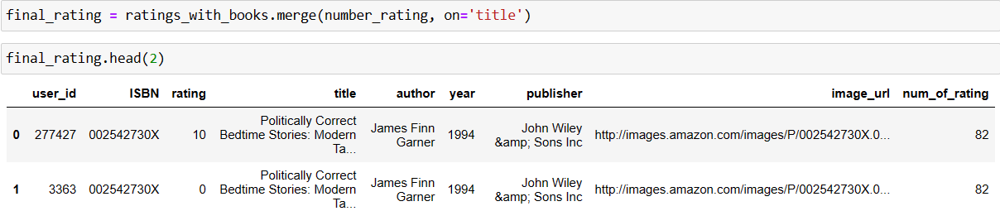 final_rating = ratings_with_books.merge(number_rating, on='title')
final_rating.head(2)
user_id ISBN rating title author year publisher image_url num_of_rating
0 277427 002542730X 10 Politically Correct Bedtime Stories: Modern Ta... James Finn Garner 1994 John Wiley &amp; Sons Inc http://images.amazon.com/images/P/002542730X.0... 82
1 3363 002542730X 0 Politically Correct Bedtime Stories: Modern Ta... James Finn Garner 1994 John Wiley &amp; Sons Inc http://images.amazon.com/images/P/002542730X.0... 82